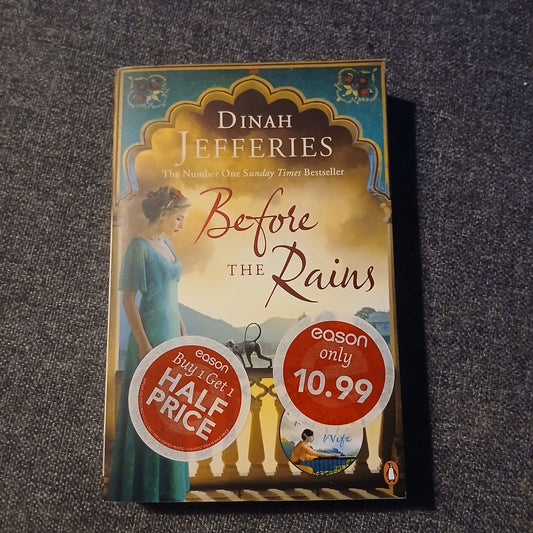 DINAH
JEFFERIES
The Number One Sunday Times Bestseller
Before
THE Rains
eason
Buy 1 Get 1
HALF
PRICE
eason
only
10.99
Wife